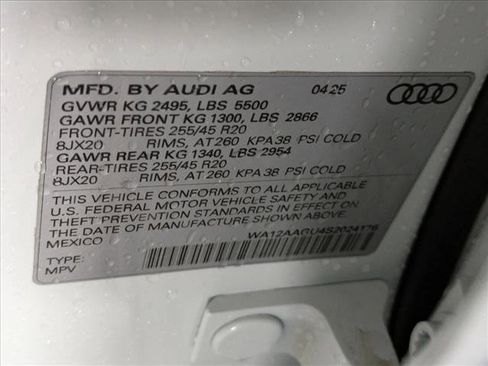 MFD. BY AUDI AG 04-25
GVWR KG 2495, LBS 5500
GAWR FRONT KG 1300, LBS 2866
FRONT-TIRES 255/45 R20
8JX20 RIMS, AT 260 KPA 38 PSI COLD
GAWR REAR KG 1340, LBS 2954
REAR-TIRES 255/45 R20
8JX20 RIMS, AT 260 KPA 38 PSI COLD
THIS VEHICLE CONFORMS TO ALL APPLICABLE
U.S. FEDERAL MOTOR VEHICLE SAFETY AND
THEFT PREVENTION STANDARDS IN EFFECT ON
THE DATE OF MANUFACTURE SHOWN ABOVE.
MEXICO
TYPE:
MPV